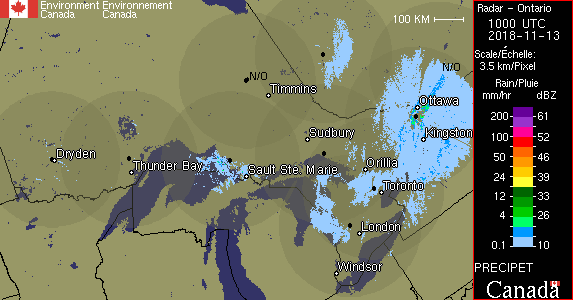 Environment Environnement
Canada Canada
100 KM
N/O
Timmins
N/O
Ottawa
Kingston
Sudbury
Dryden
Thunder Bay
Sault Ste. Marie
Orillia
Toronto
London
Windsor
Radar - Ontario
1000 UTC
2018-11-13
Scale/Échelle:
3.5 km/Pixel
Rain/Pluie
mm/hr dBZ
200 61
100 52
50 46
24 39
12 33
4 26
1 18
0.1 10
PRECIPET
Canada